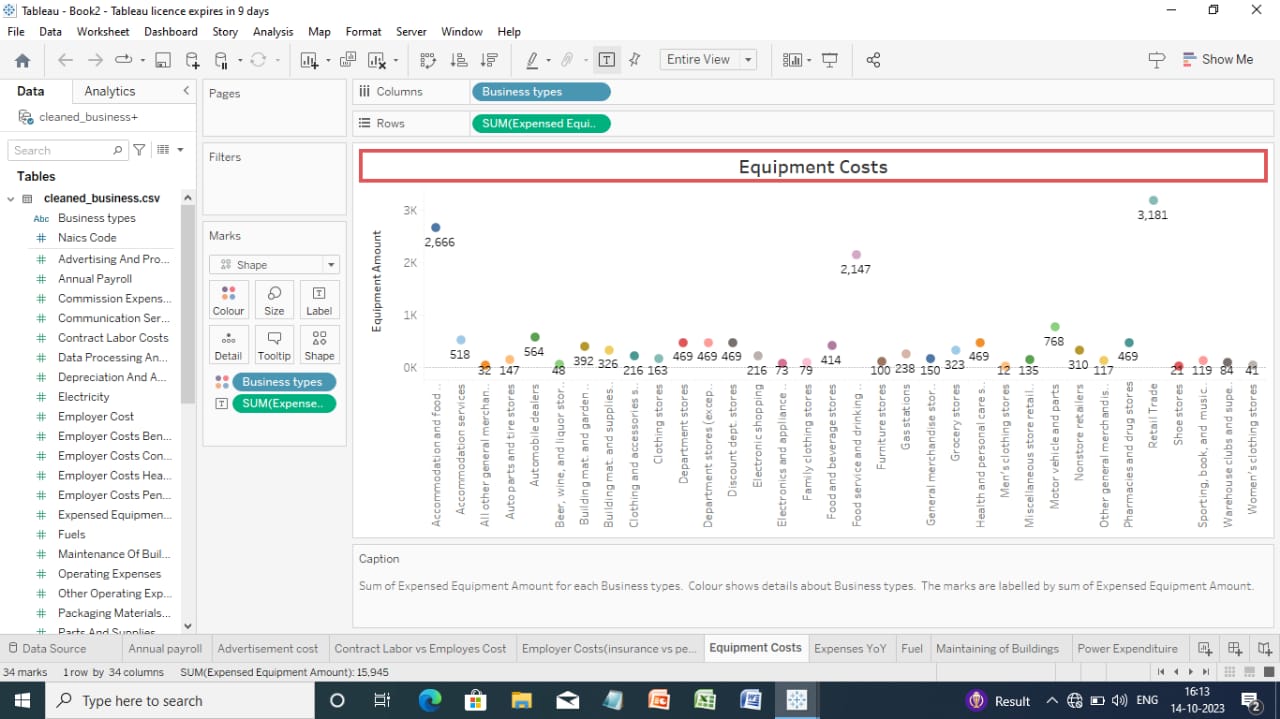 Tableau - Book2 - Tableau licence expires in 9 days
File Data Worksheet Dashboard Story Analysis Map Format Server Window Help
Entire View
Show Me
Data Analytics
cleaned_business+
Search
Tables
cleaned_business.csv
Abc Business types
# Naics Code
# Advertising And Pro...
# Annual Payroll
# Commission Expens...
# Communication Ser...
# Contract Labor Costs
# Data Processing An...
# Depreciation And A...
# Electricity
# Employer Cost
# Employer Costs Ben...
# Employer Costs Con...
# Employer Costs Hea...
# Employer Costs Pen...
# Expensed Equipmen...
# Fuels
# Maintenance Of Buil...
# Operating Expenses
# Other Operating Exp...
# Packaging Materials...
# Parts And Supplies
Pages
Filters
Marks
Shape
Colour Size Label
Detail Tooltip Shape
Business types
SUM(Expense..
Columns Business types
Rows SUM(Expensed Equi..
Equipment Costs
Equipment Amount
3K
2K
1K
0K
2,666
518
32
147
564
48
392
326
216
163
469
469
469
216
73
79
414
2,147
100
238
150
323
469
12
135
768
310
117
469
3,181
21
119
84
41
Accommodation and food..
Accommodation services
All other general merchan..
Auto parts and tire stores
Automobile dealers
Beer, wine, and liquor stor..
Building mat. and garden ..
Building mat. and supplies..
Clothing and accessories s..
Clothing stores
Department stores
Department stores (excep..
Discount dept. stores
Electronic shopping
Electronics and appliance ..
Family clothing stores
Food and beverage stores
Food service and drinking ..
Furniture stores
Gas stations
General merchandise stor..
Grocery stores
Health and personal care s..
Men's clothing stores
Miscellaneous store retail..
Motor vehicle and parts
Nonstore retailers
Other general merchandis..
Pharmacies and drug stores
Retail Trade
Shoe stores
Sporting, book, and music..
Warehouse clubs and supe..
Women's clothing stores
Caption
Sum of Expensed Equipment Amount for each Business types. Colour shows details about Business types. The marks are labelled by sum of Expensed Equipment Amount.
Data Source Annual payroll Advertisement cost Contract Labor vs Employes Cost Employer Costs(insurance vs pe... Equipment Costs Expenses YoY Fuel Maintaining of Buildings Power Expenditure
34 marks 1 row by 34 columns SUM(Expensed Equipment Amount): 15,945
Type here to search
Result
ENG
16:13
14-10-2023
2